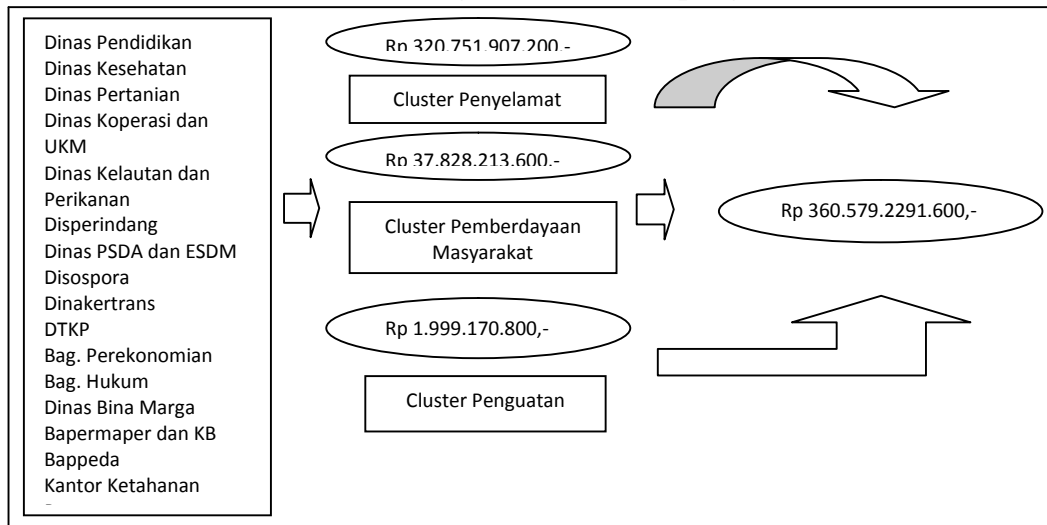 Dinas Pendidikan
Dinas Kesehatan
Dinas Pertanian
Dinas Koperasi dan
UKM
Dinas Kelautan dan
Perikanan
Disperindang
Dinas PSDA dan ESDM
Disospora
Dinakertrans
DTKP
Bag. Perekonomian
Bag. Hukum
Dinas Bina Marga
Bapermaper dan KB
Bappeda
Kantor Ketahanan
Rp 320.751.907.200,-
Cluster Penyelamat
Rp 37.828.213.600,-
Cluster Pemberdayaan
Masyarakat
Rp 1.999.170.800,-
Cluster Penguatan
Rp 360.579.2291.600,-